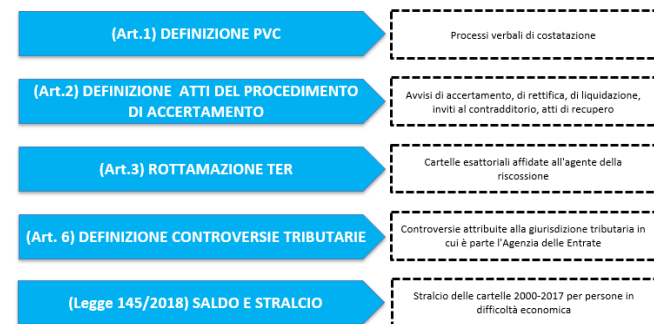 (Art.1) DEFINIZIONE PVC
Processi verbali di costatazione
(Art.2) DEFINIZIONE ATTI DEL PROCEDIMENTO
DI ACCERTAMENTO
Avvisi di accertamento, di rettifica, di liquidazione,
inviti al contradditorio, atti di recupero
(Art.3) ROTTAMAZIONE TER
Cartelle esattoriali affidate all'agente della
riscossione
(Art. 6) DEFINIZIONE CONTROVERSIE TRIBUTARIE
Controversie attribuite alla giurisdizione tributaria in
cui è parte l'Agenzia delle Entrate
(Legge 145/2018) SALDO E STRALCIO
Stralcio delle cartelle 2000-2017 per persone in
difficoltà economica